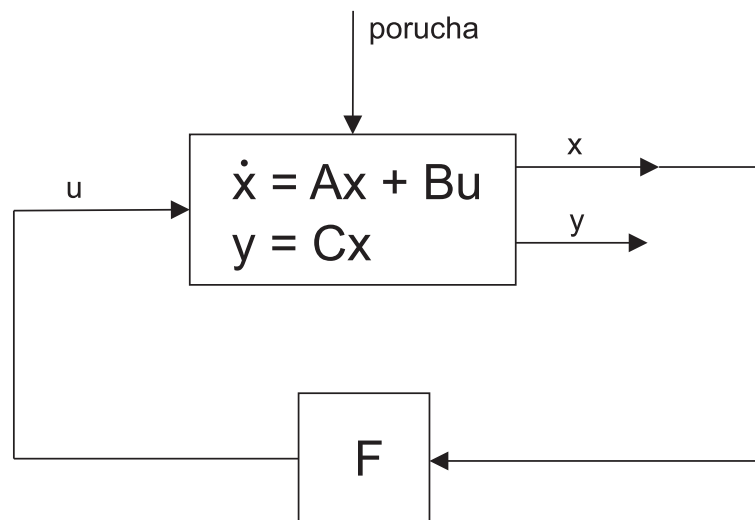 porucha
u
ẋ = Ax + Bu
y = Cx
x
y
F